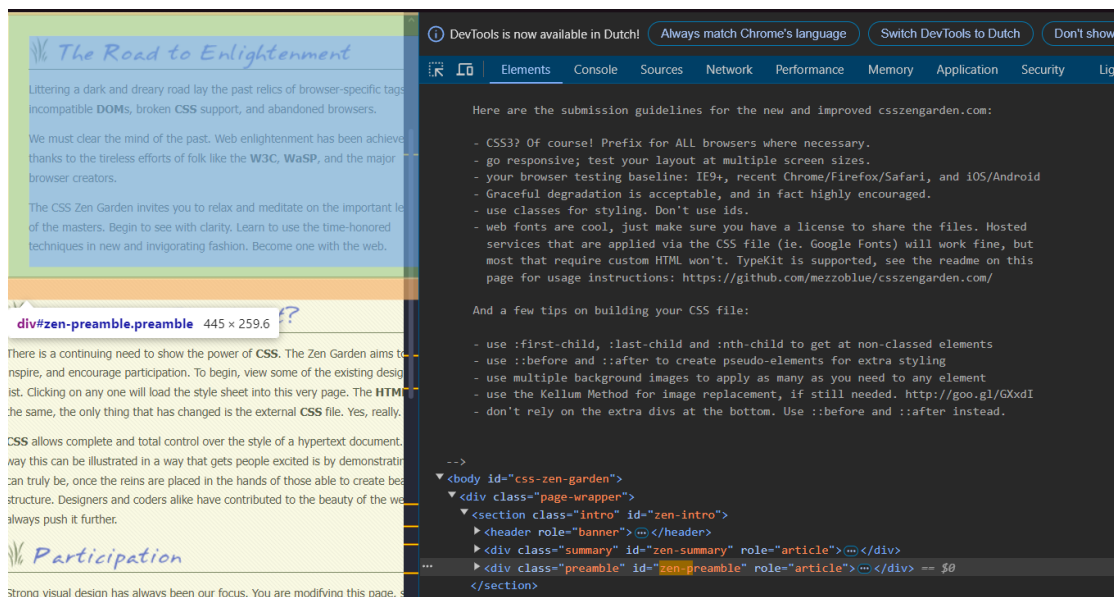 The Road to Enlightenment
Littering a dark and dreary road lay the past relics of browser-specific tags
incompatible DOMs, broken CSS support, and abandoned browsers.
We must clear the mind of the past. Web enlightenment has been achieve
thanks to the tireless efforts of folk like the W3C, WaSP, and the major
browser creators.
The CSS Zen Garden invites you to relax and meditate on the important le
of the masters. Begin to see with clarity. Learn to use the time-honored
techniques in new and invigorating fashion. Become one with the web.
t?
div#zen-preamble.preamble 445 × 259.6
There is a continuing need to show the power of CSS. The Zen Garden aims to
nspire, and encourage participation. To begin, view some of the existing desig
ist. Clicking on any one will load the style sheet into this very page. The HTML
the same, the only thing that has changed is the external CSS file. Yes, really.
CSS allows complete and total control over the style of a hypertext document.
way this can be illustrated in a way that gets people excited is by demonstratin
can truly be, once the reins are placed in the hands of those able to create bea
structure. Designers and coders alike have contributed to the beauty of the we
always push it further.
Participation
Strong visual design has always been our focus. You are modifying this page, s
DevTools is now available in Dutch! Always match Chrome's language Switch DevTools to Dutch Don't show
Elements Console Sources Network Performance Memory Application Security Lig
Here are the submission guidelines for the new and improved csszengarden.com:
- CSS3? Of course! Prefix for ALL browsers where necessary.
- go responsive; test your layout at multiple screen sizes.
- your browser testing baseline: IE9+, recent Chrome/Firefox/Safari, and iOS/Android
- Graceful degradation is acceptable, and in fact highly encouraged.
- use classes for styling. Don't use ids.
- web fonts are cool, just make sure you have a license to share the files. Hosted
services that are applied via the CSS file (ie. Google Fonts) will work fine, but
most that require custom HTML won't. TypeKit is supported, see the readme on this
page for usage instructions: https://github.com/mezzoblue/csszengarden.com/
And a few tips on building your CSS file:
- use :first-child, :last-child and :nth-child to get at non-classed elements
- use ::before and ::after to create pseudo-elements for extra styling
- use multiple background images to apply as many as you need to any element
- use the Kellum Method for image replacement, if still needed. http://goo.gl/GXxdI
- don't rely on the extra divs at the bottom. Use ::before and ::after instead.
-->
<body id="css-zen-garden">
<div class="page-wrapper">
<section class="intro" id="zen-intro">
<header role="banner">…</header>
<div class="summary" id="zen-summary" role="article">…</div>
<div class="preamble" id="zen-preamble" role="article">…</div> == $0
</section>